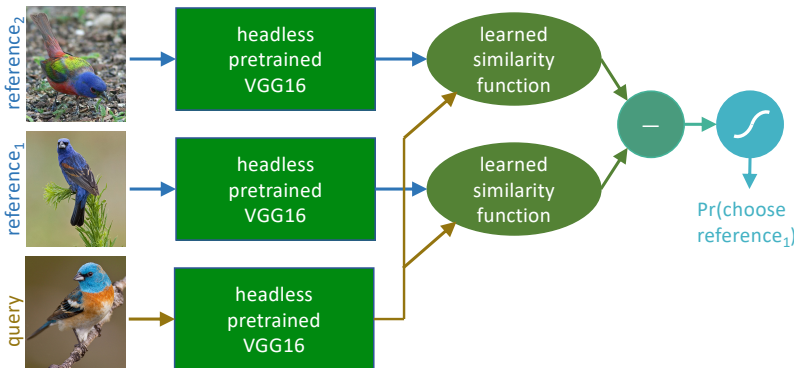 reference₂
headless
pretrained
VGG16
learned
similarity
function
–
reference₁
headless
pretrained
VGG16
learned
similarity
function
Pr(choose
reference₁)
query
headless
pretrained
VGG16